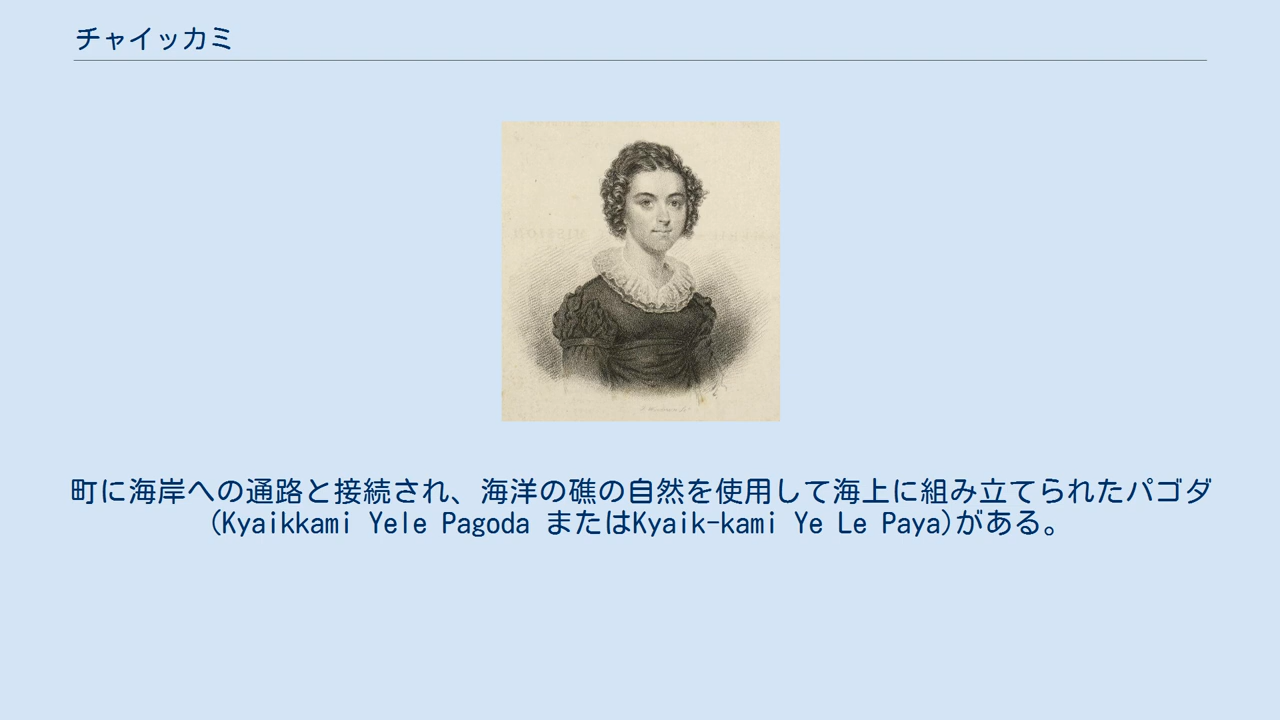 チャイッカミ
町に海岸への通路と接続され、海洋の礁の自然を使用して海上に組み立てられたパゴダ
(Kyaikkami Yele Pagoda またはKyaik-kami Ye Le Paya)がある。